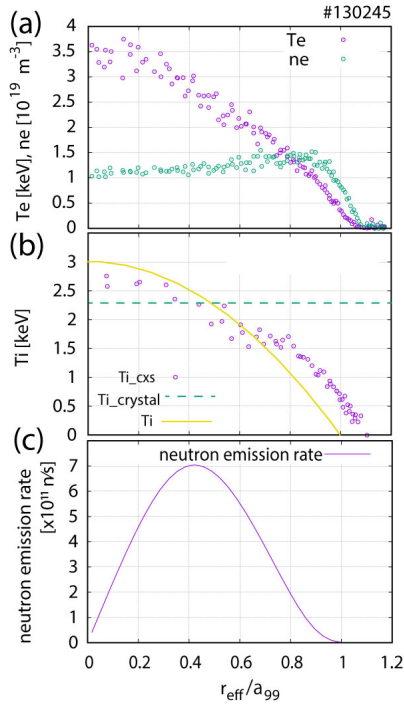 #130245
(a)
Te [keV], ne [10^19 m^-3]
4
3.5
3
2.5
2
1.5
1
0.5
0
Te
ne
(b)
Ti [keV]
3
2.5
2
1.5
1
0.5
0
Ti_cxs
Ti_crystal
Ti
(c)
neutron emission rate
[x10^11 n/s]
7
6
5
4
3
2
1
0
neutron emission rate
0 0.2 0.4 0.6 0.8 1 1.2
r_eff/a_99